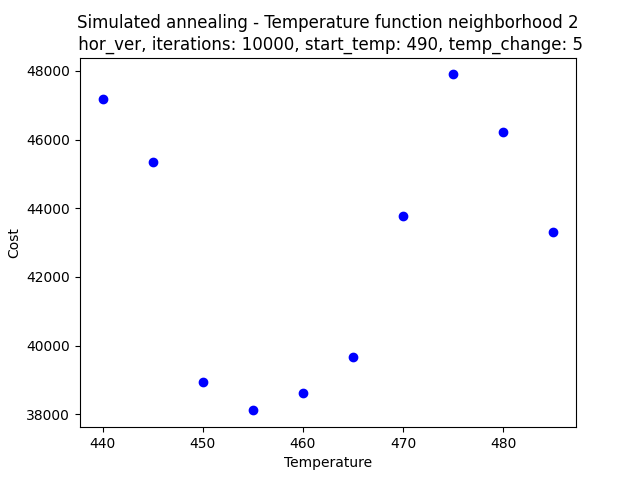 Simulated annealing - Temperature function neighborhood 2
hor_ver, iterations: 10000, start_temp: 490, temp_change: 5
48000
46000
44000
42000
40000
38000
Cost
440
450
460
470
480
Temperature